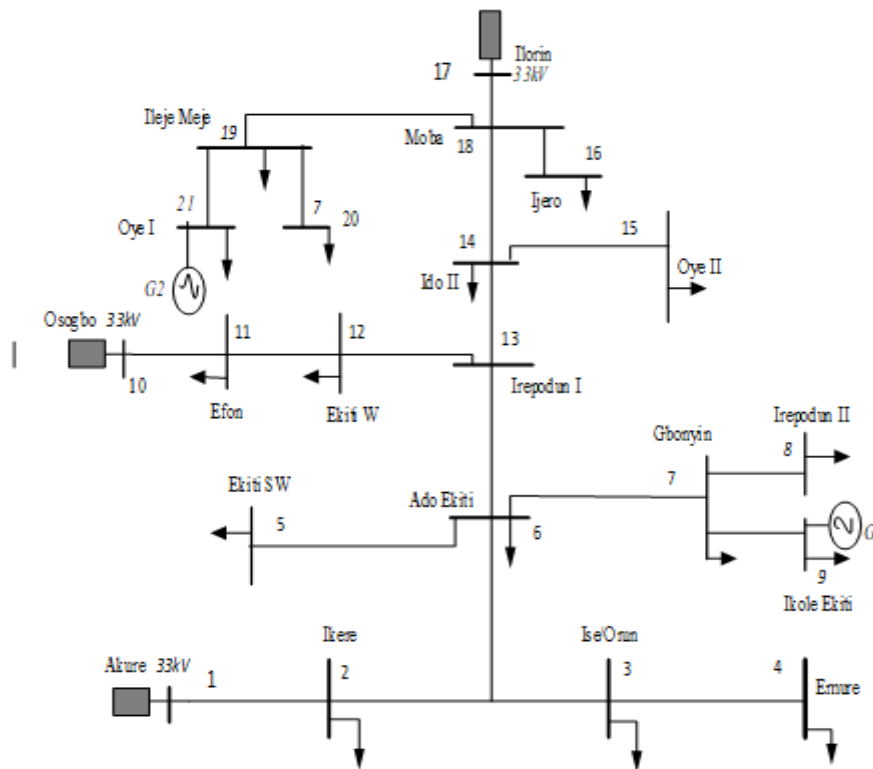 Ilorin
17 33kV
Ileje Meje
19
Moba
18
16
Ijero
21
7
20
Oye I
14
15
G2
Ido II
Oye II
Osogbo 33kV
11
12
13
10
Irepodun I
Efon
Ekiti W
Irepodun II
Gbonyin
8
7
Ekiti SW
Ado Ekiti
5
6
G
9
Ikole Ekiti
Ikere
Ise/Orun
Akure 33kV
1
2
3
4
Emure